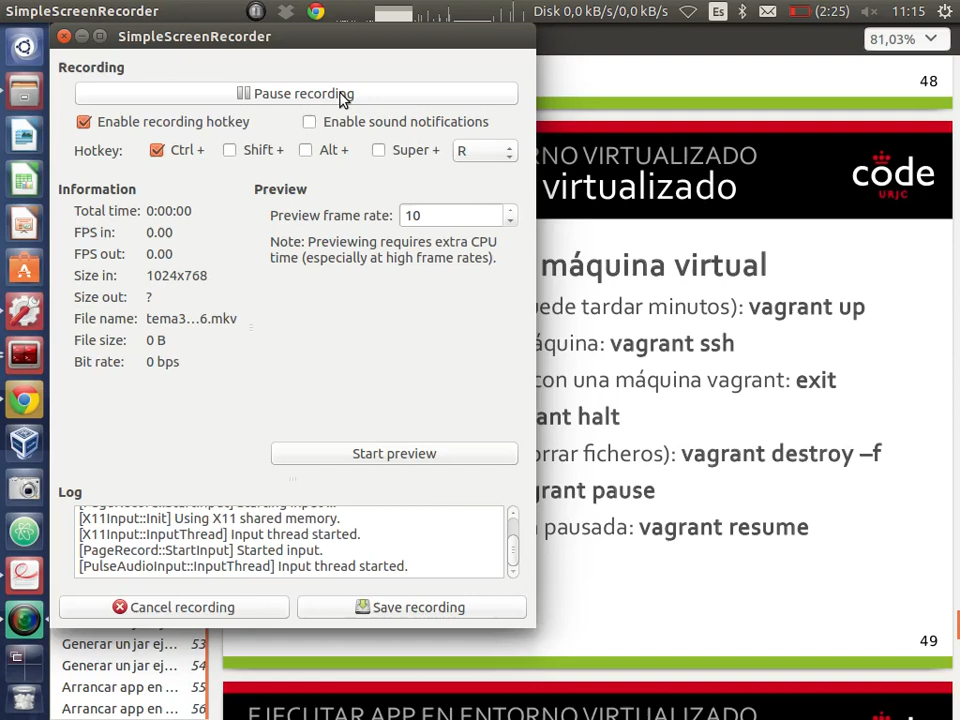 SimpleScreenRecorder
Disk 0,0 kB/s/0,0 kB/s
Es
(2:25)
11:15
SimpleScreenRecorder
81,03%
Recording
Pause recording
Enable recording hotkey
Enable sound notifications
Hotkey:
Ctrl +
Shift +
Alt +
Super +
R
Information
Total time: 0:00:00
FPS in: 0.00
FPS out: 0.00
Size in: 1024x768
Size out: ?
File name: tema3...6.mkv
File size: 0 B
Bit rate: 0 bps
Preview
Preview frame rate: 10
Note: Previewing requires extra CPU
time (especially at high frame rates).
Start preview
Log
[X11Input::Init] Using X11 shared memory.
[X11Input::InputThread] Input thread started.
[PageRecord::StartInput] Started input.
[PulseAudioInput::InputThread] Input thread started.
Cancel recording
Save recording
48
RNO VIRTUALIZADO
virtualizado
code
URJC
máquina virtual
uede tardar minutos): vagrant up
áquina: vagrant ssh
con una máquina vagrant: exit
ant halt
orrar ficheros): vagrant destroy –f
grant pause
pausada: vagrant resume
49
Generar un jar ej... 53
Generar un jar ej... 54
Arrancar app en ... 55
Arrancar app en ... 56
EJECUTAR APP EN ENTORNO VIRTUALIZADO